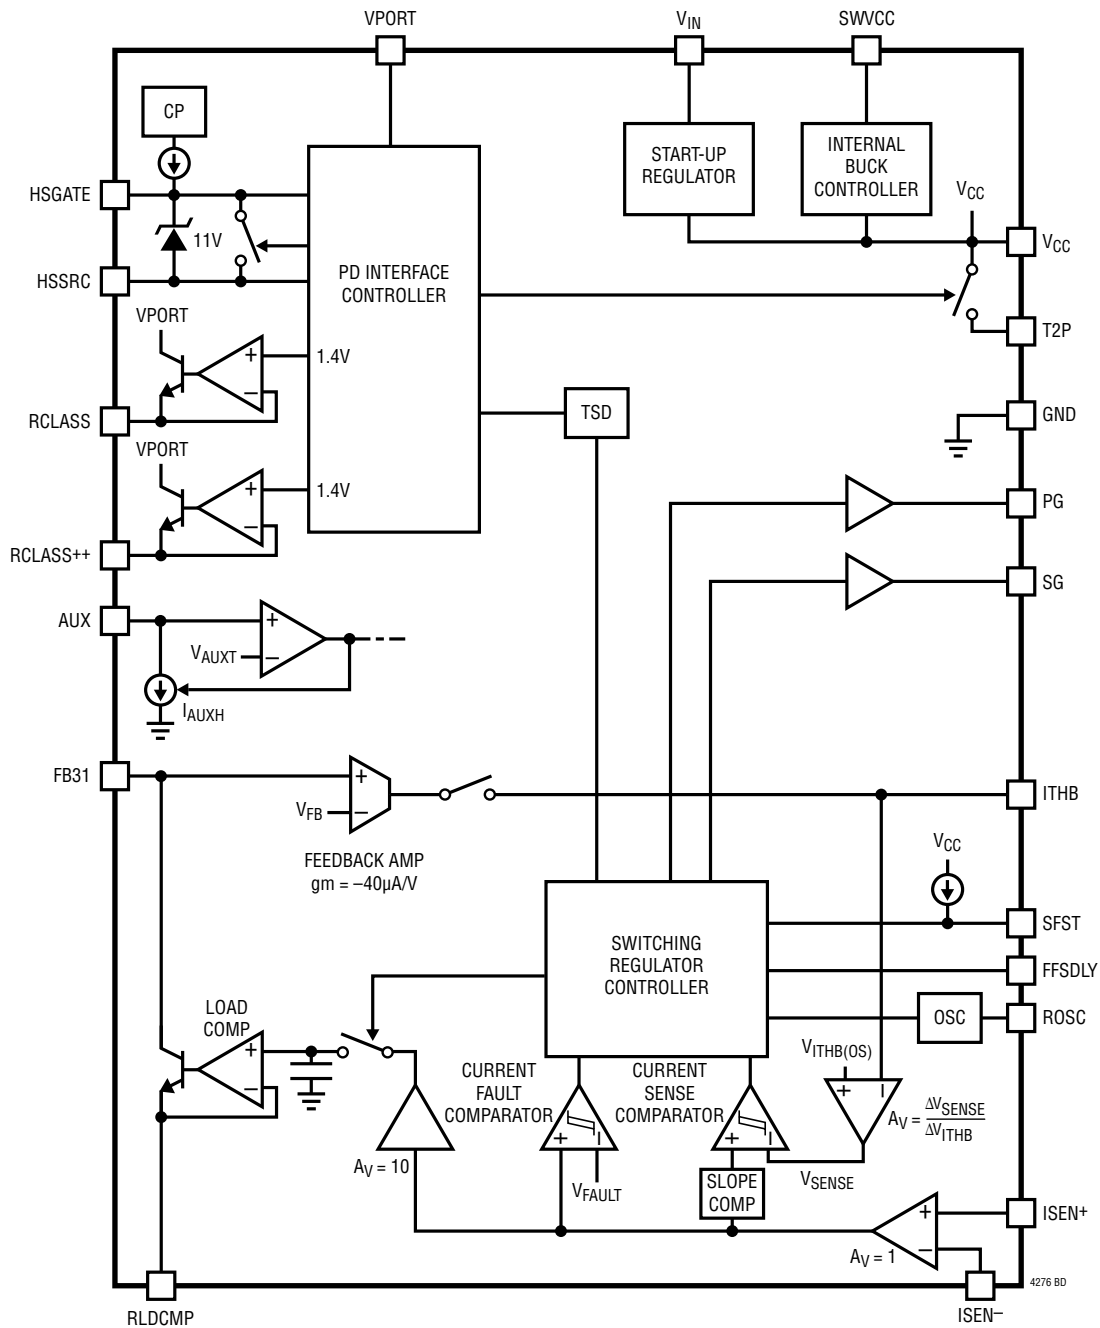 VPORT
VIN
SWVCC
CP
START-UP
REGULATOR
INTERNAL
BUCK
CONTROLLER
HSGATE
VCC
11V
VCC
HSSRC
PD INTERFACE
CONTROLLER
VPORT
T2P
+
1.4V
−
RCLASS
TSD
GND
VPORT
+
1.4V
−
PG
RCLASS++
SG
AUX
+
VAUXT
−
IAUXH
FB31
+
VFB
−
ITHB
FEEDBACK AMP
gm = –40µA/V
VCC
SFST
SWITCHING
REGULATOR
CONTROLLER
FFSDLY
LOAD
COMP
OSC
ROSC
+
−
VITHB(OS)
CURRENT
FAULT
COMPARATOR
CURRENT
SENSE
COMPARATOR
+
−
AV = ΔVSENSE
ΔVITHB
+
−
+
−
AV = 10
VFAULT
SLOPE
COMP
VSENSE
+
ISEN+
−
AV = 1
4276 BD
RLDCMP
ISEN–